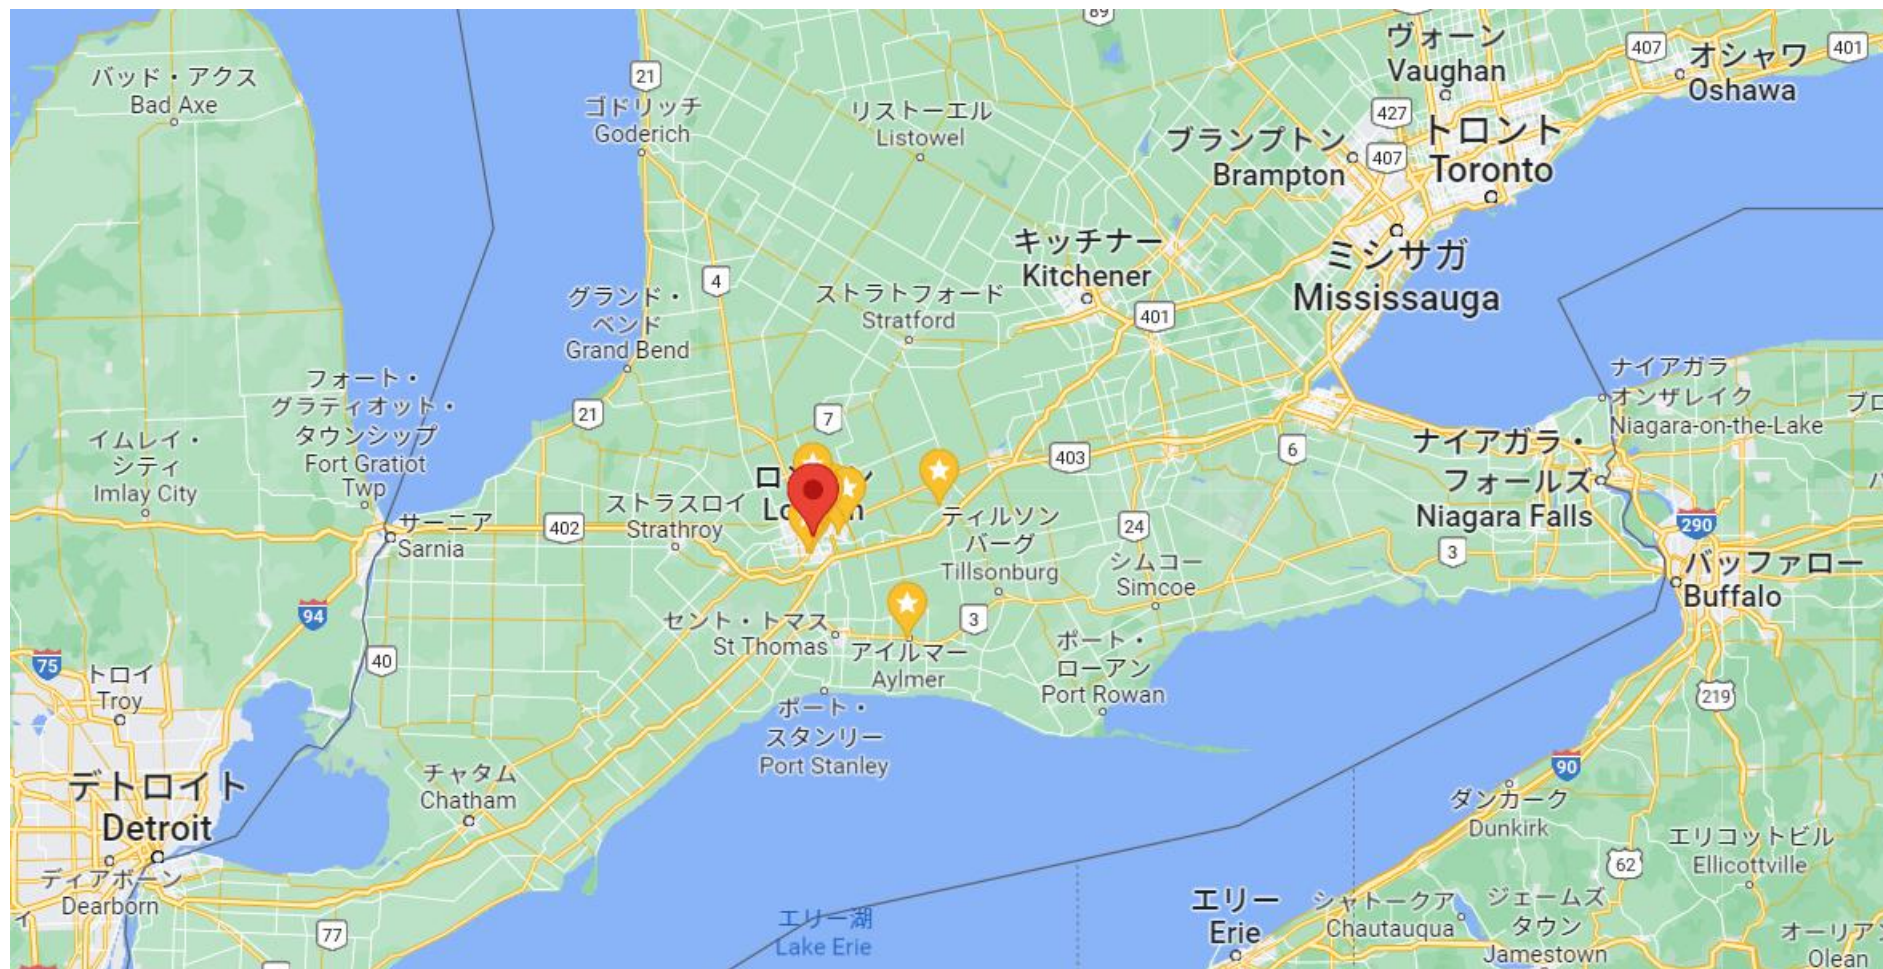 89
ヴォーン
Vaughan
407
オシャワ
Oshawa
401
バッド・アクス
Bad Axe
21
ゴドリッチ
Goderich
リストーエル
Listowel
427
ブランプトン
Brampton
407
トロント
Toronto
キッチナー
Kitchener
ミシサガ
Mississauga
4
グランド・
ベンド
Grand Bend
ストラトフォード
Stratford
401
フォート・
グラティオット・
タウンシップ
Fort Gratiot
Twp
21
7
ナイアガラ・
オンザレイク
Niagara-on-the-Lake
イムレイ・
シティ
Imlay City
403
6
ナイアガラ・
フォールズ
Niagara Falls
サーニア
Sarnia
402
ストラスロイ
Strathroy
ティルソン
バーグ
Tillsonburg
24
シムコー
Simcoe
3
290
バッファロー
Buffalo
94
セント・トマス
St Thomas
アイルマー
Aylmer
3
ポート・
ローアン
Port Rowan
75
トロイ
Troy
40
219
ポート・
スタンリー
Port Stanley
デトロイト
Detroit
チャタム
Chatham
90
ダンカーク
Dunkirk
エリコットビル
Ellicottville
62
ディアボーン
Dearborn
77
エリー湖
Lake Erie
エリー
Erie
シャトークア
Chautauqua
ジェームズ
タウン
Jamestown
オーリアン
Olean